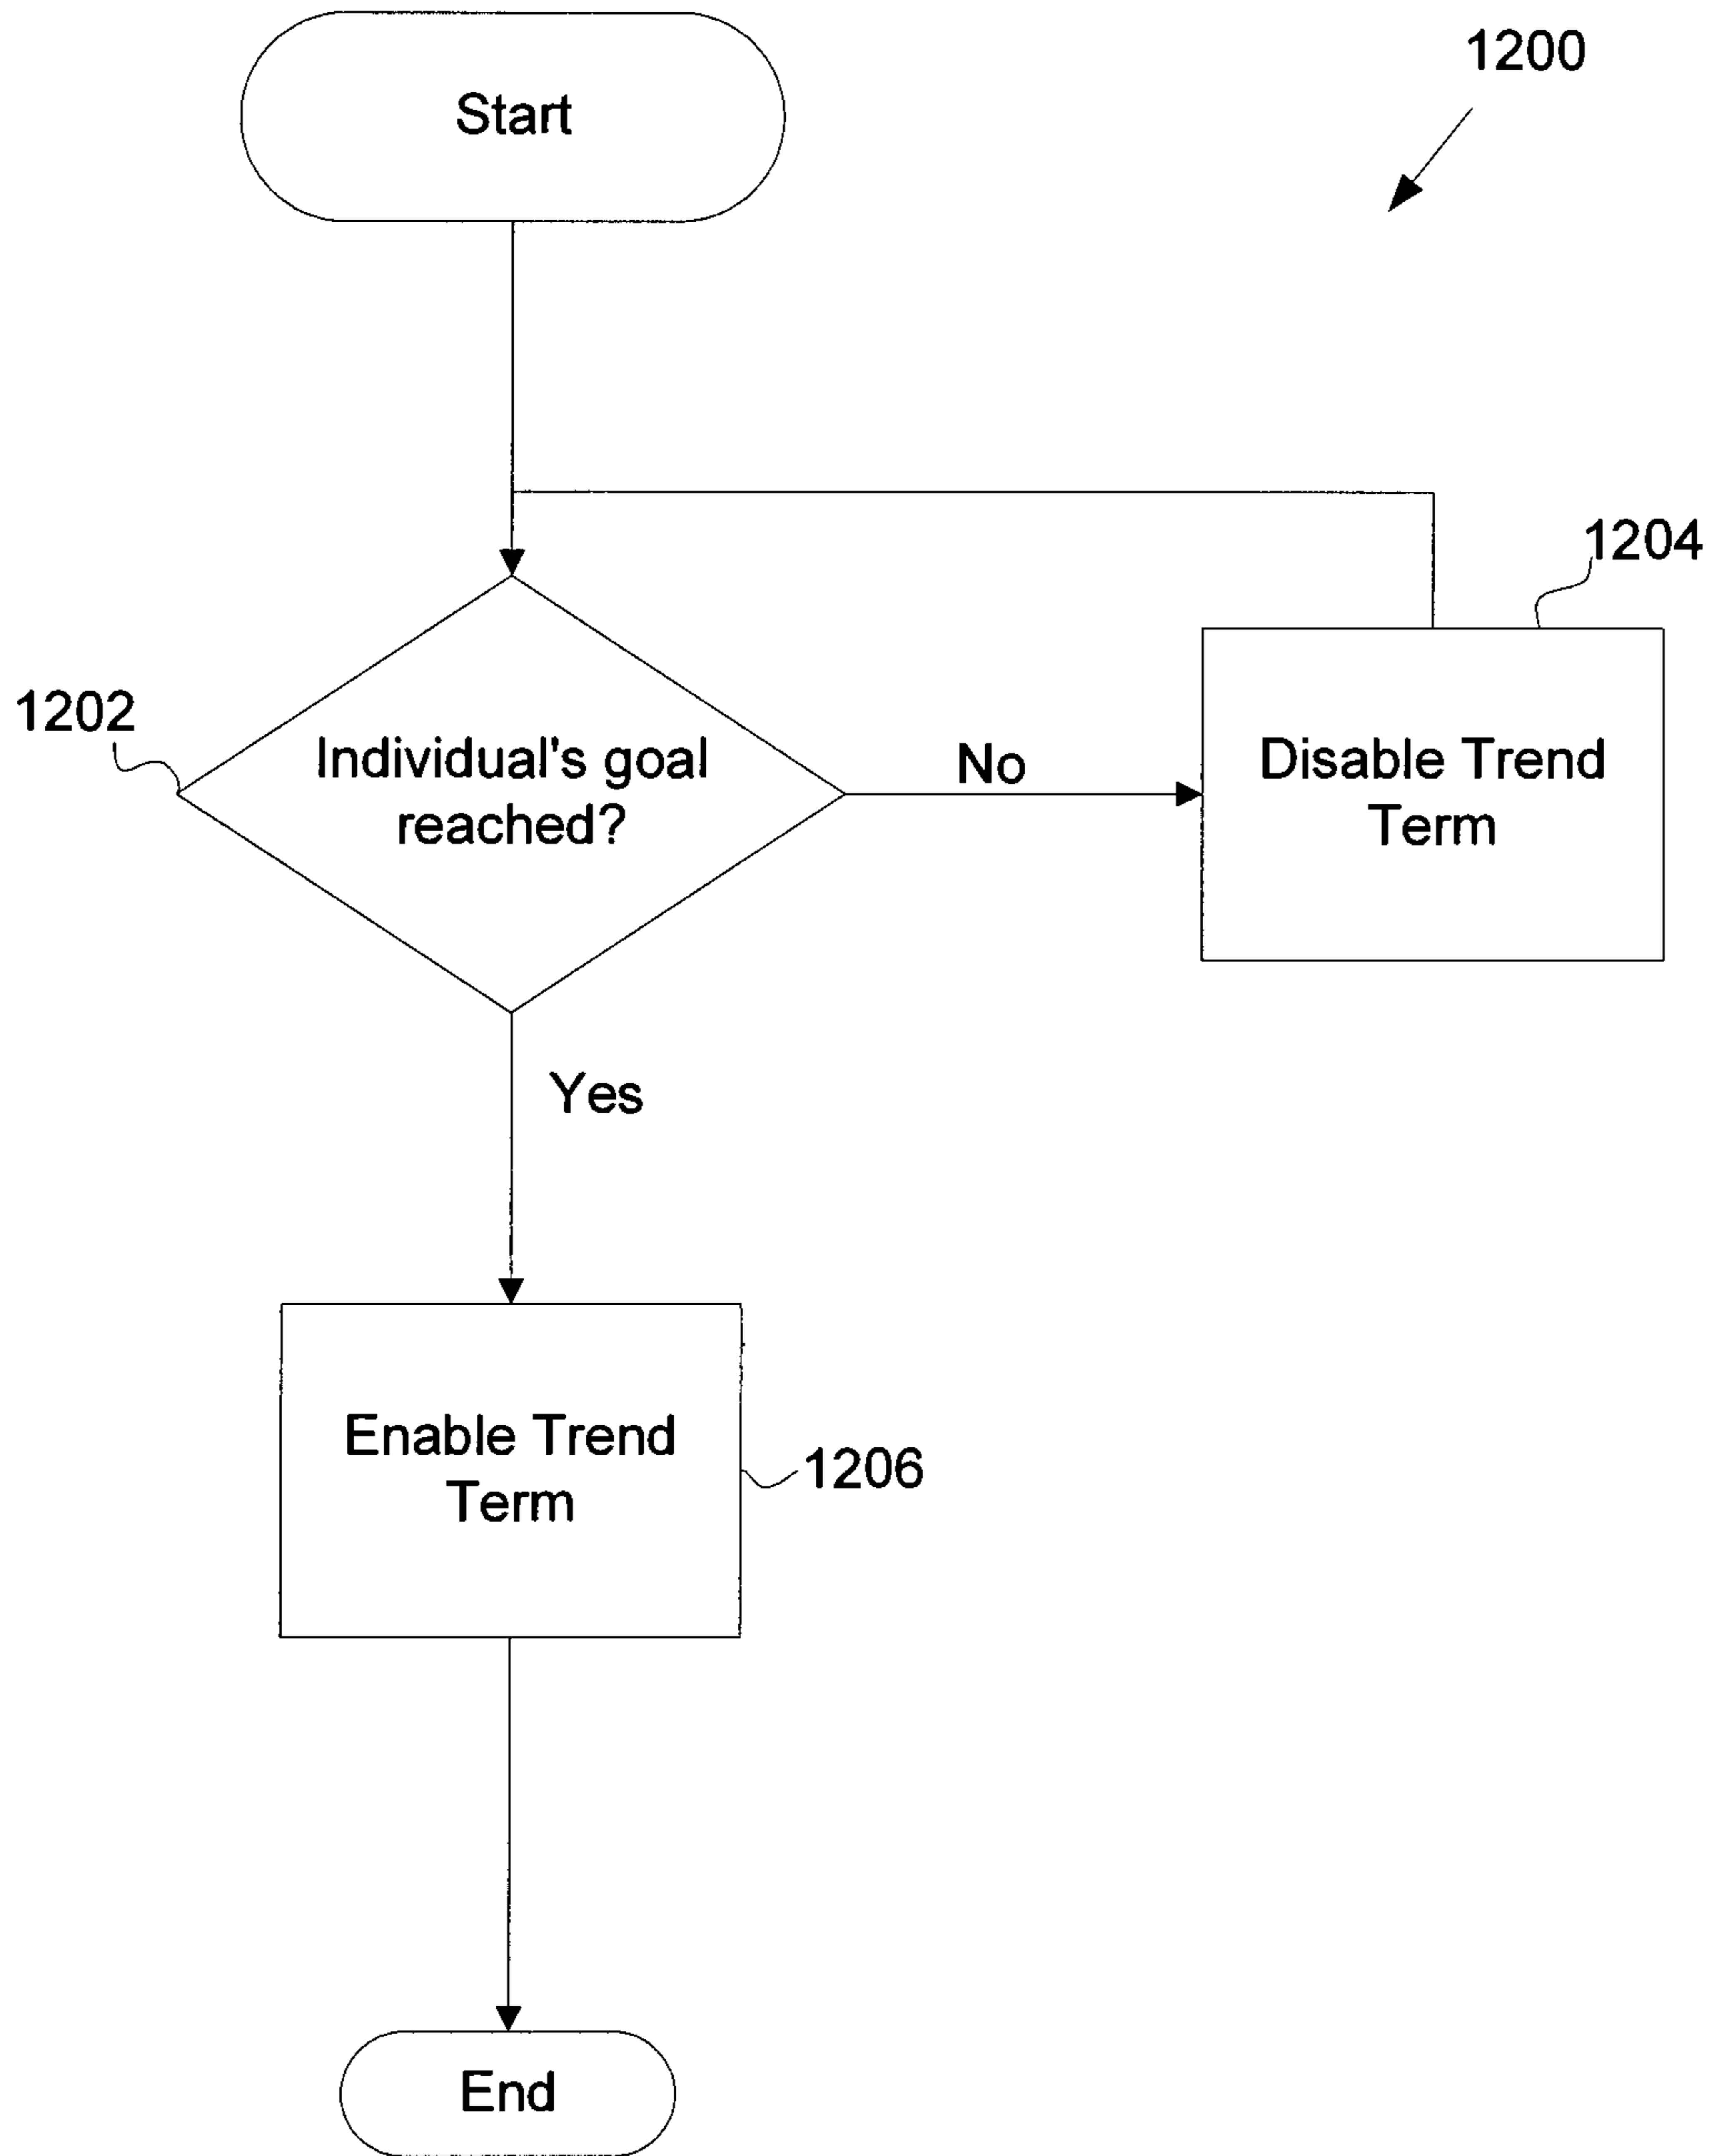 Start
1200
1204
1202
Individual's goal
reached?
No
Disable Trend
Term
Yes
Enable Trend
Term
1206
End